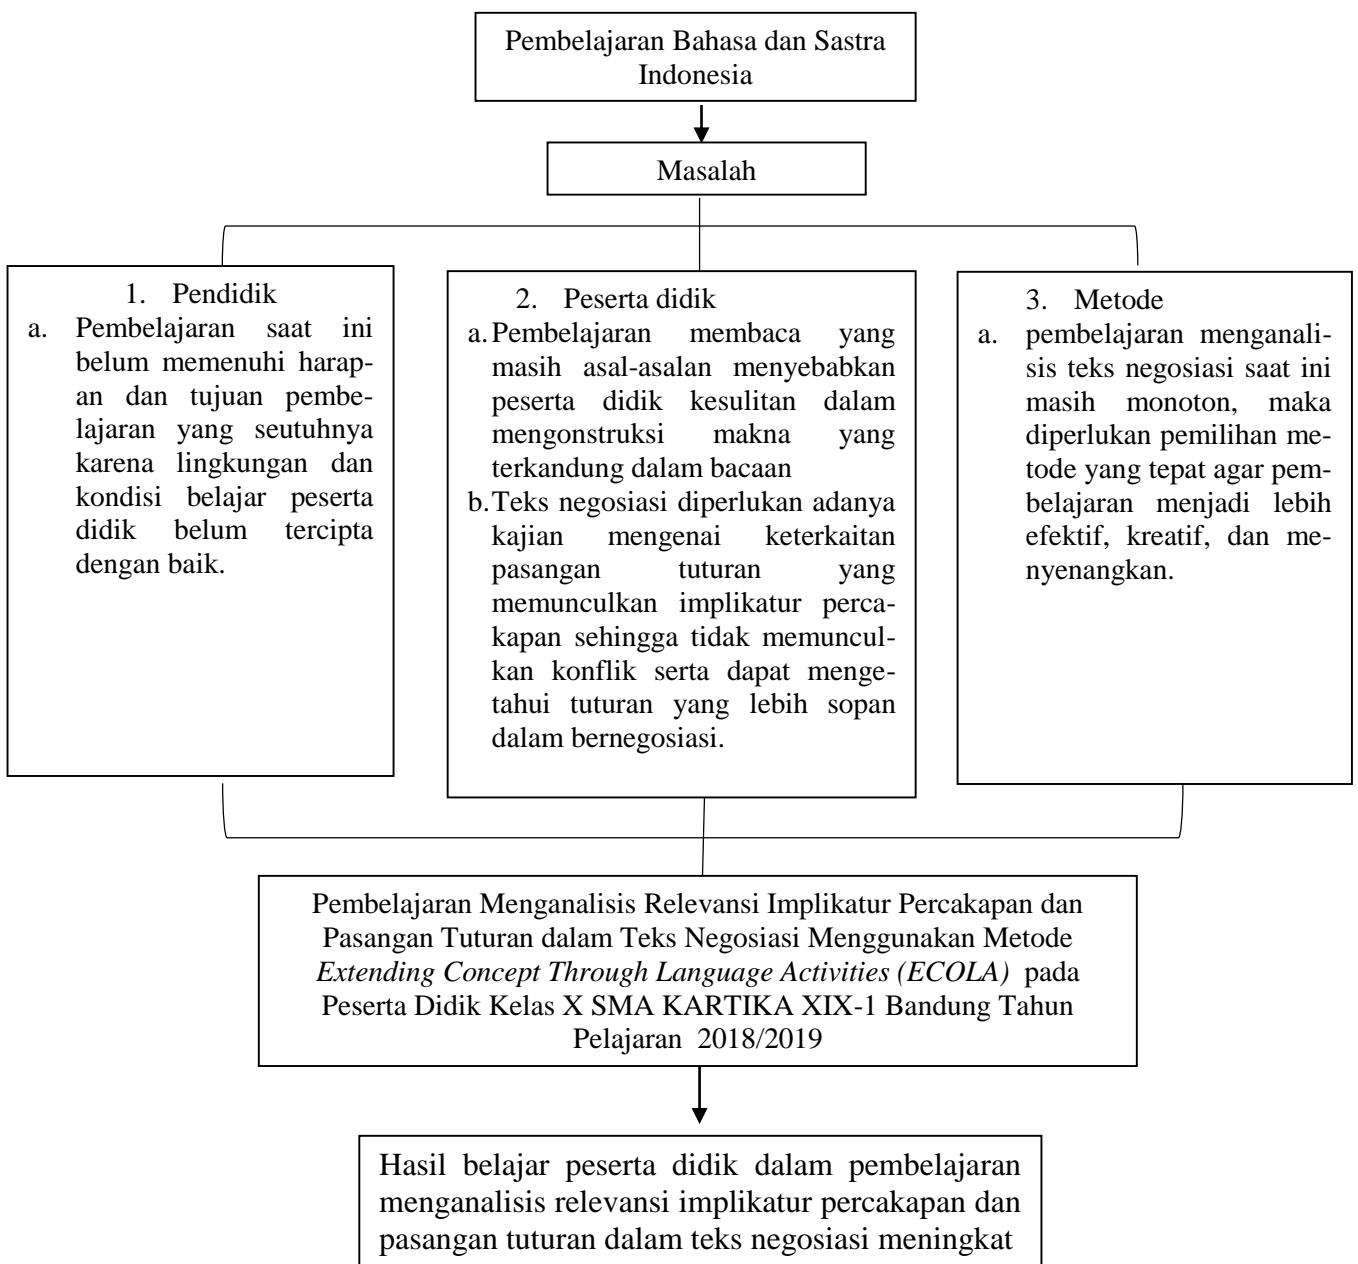 Pembelajaran Bahasa dan Sastra
Indonesia
Masalah
1. Pendidik
a. Pembelajaran saat ini
belum memenuhi harap-
an dan tujuan pembe-
lajaran yang seutuhnya
karena lingkungan dan
kondisi belajar peserta
didik belum tercipta
dengan baik.
2. Peserta didik
a. Pembelajaran membaca yang
masih asal-asalan menyebabkan
peserta didik kesulitan dalam
mengonstruksi makna yang
terkandung dalam bacaan
b. Teks negosiasi diperlukan adanya
kajian mengenai keterkaitan
pasangan tuturan yang
memunculkan implikatur perca-
kapan sehingga tidak memuncul-
kan konflik serta dapat menge-
tahui tuturan yang lebih sopan
dalam bernegosiasi.
3. Metode
a. pembelajaran menganali-
sis teks negosiasi saat ini
masih monoton, maka
diperlukan pemilihan me-
tode yang tepat agar pem-
belajaran menjadi lebih
efektif, kreatif, dan me-
nyenangkan.
Pembelajaran Menganalisis Relevansi Implikatur Percakapan dan
Pasangan Tuturan dalam Teks Negosiasi Menggunakan Metode
Extending Concept Through Language Activities (ECOLA) pada
Peserta Didik Kelas X SMA KARTIKA XIX-1 Bandung Tahun
Pelajaran 2018/2019
Hasil belajar peserta didik dalam pembelajaran
menganalisis relevansi implikatur percakapan dan
pasangan tuturan dalam teks negosiasi meningkat